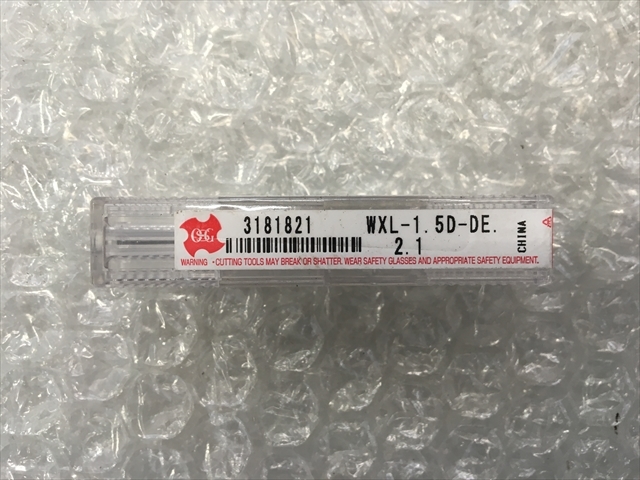 OSG
3181821 WXL-1.5D-DE.
2.1
CHINA
WARNING • CUTTING TOOLS MAY BREAK OR SHATTER. WEAR SAFETY GLASSES AND APPROPRIATE SAFETY EQUIPMENT.